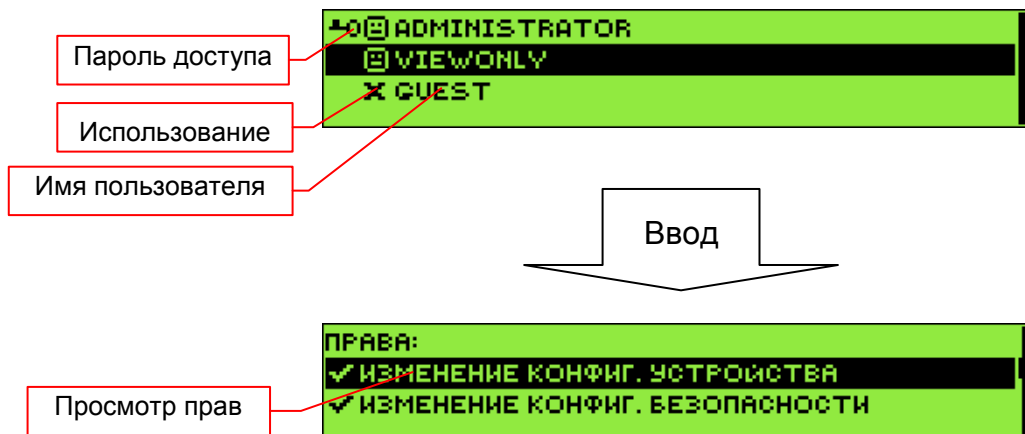 ADMINISTRATOR
Пароль доступа
VIEWONLY
GUEST
Использование
Имя пользователя
Ввод
ПРАВА:
ИЗМЕНЕНИЕ КОНФИГ. УСТРОЙСТВА
Просмотр прав
ИЗМЕНЕНИЕ КОНФИГ. БЕЗОПАСНОСТИ